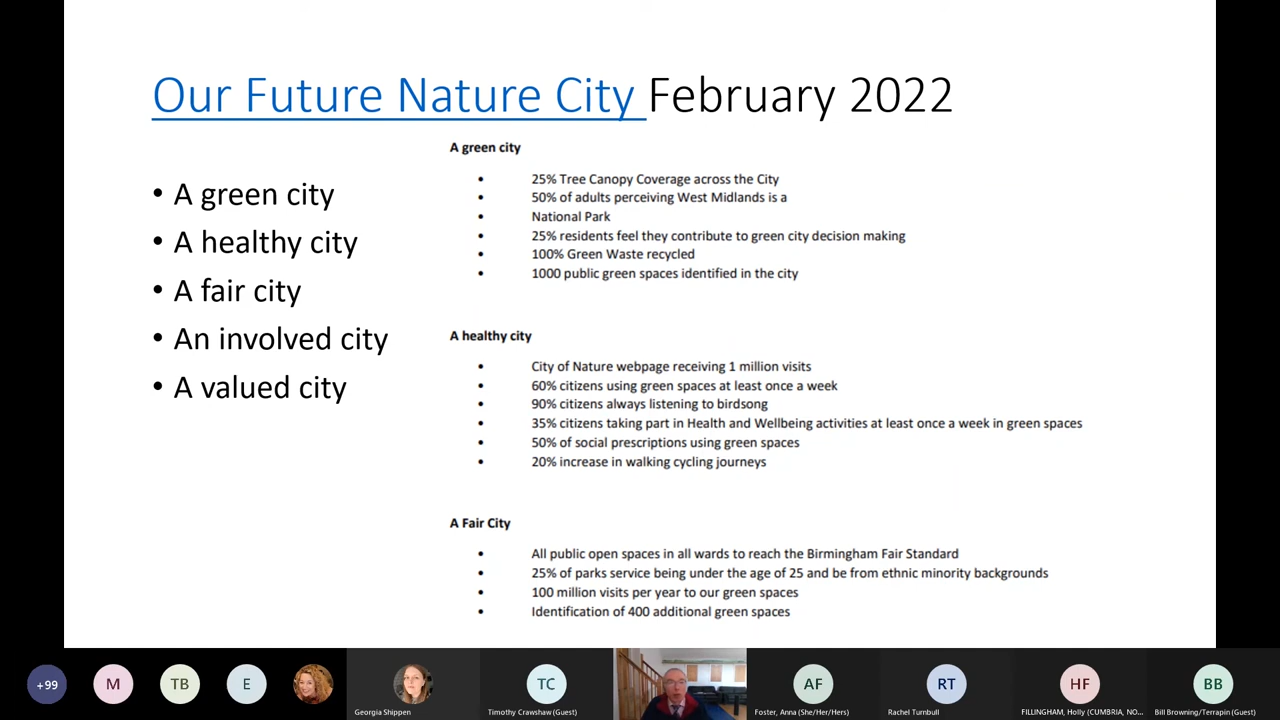 Our Future Nature City February 2022
• A green city
• A healthy city
• A fair city
• An involved city
• A valued city
A green city
• 25% Tree Canopy Coverage across the City
• 50% of adults perceiving West Midlands is a
• National Park
• 25% residents feel they contribute to green city decision making
• 100% Green Waste recycled
• 1000 public green spaces identified in the city
A healthy city
• City of Nature webpage receiving 1 million visits
• 60% citizens using green spaces at least once a week
• 90% citizens always listening to birdsong
• 35% citizens taking part in Health and Wellbeing activities at least once a week in green spaces
• 50% of social prescriptions using green spaces
• 20% increase in walking cycling journeys
A Fair City
• All public open spaces in all wards to reach the Birmingham Fair Standard
• 25% of parks service being under the age of 25 and be from ethnic minority backgrounds
• 100 million visits per year to our green spaces
• Identification of 400 additional green spaces
+99 M TB E TC AF RT HF BB
Georgia Shippen Timothy Crawshaw (Guest) Foster, Anna (She/Her/Hers) Rachel Turnbull FILLINGHAM, Holly (CUMBRIA, NO... Bill Browning/Terrapin (Guest)